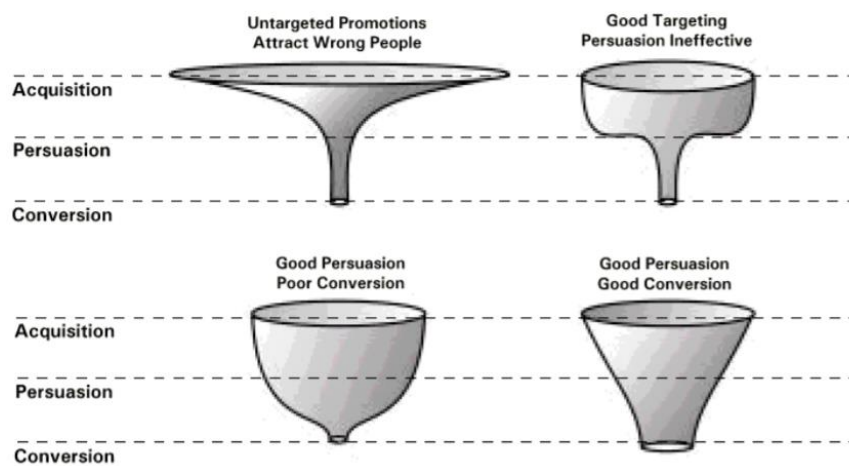 Untargeted Promotions
Attract Wrong People
Good Targeting
Persuasion Ineffective
Acquisition
Persuasion
Conversion
Good Persuasion
Poor Conversion
Good Persuasion
Good Conversion
Acquisition
Persuasion
Conversion